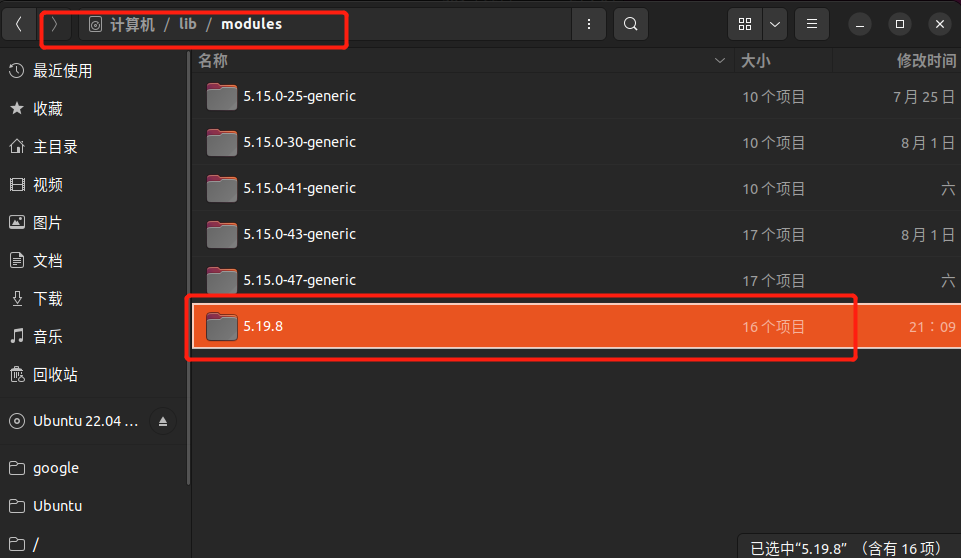 计算机 / lib / modules
最近使用
收藏
主目录
视频
图片
文档
下载
音乐
回收站
Ubuntu 22.04 …
google
Ubuntu
/
名称 大小 修改时间
5.15.0-25-generic 10 个项目 7 月 25 日
5.15.0-30-generic 10 个项目 8 月 1 日
5.15.0-41-generic 10 个项目 六
5.15.0-43-generic 17 个项目 8 月 1 日
5.15.0-47-generic 17 个项目 六
5.19.8 16 个项目 21：09
已选中“5.19.8” （含有 16 项）